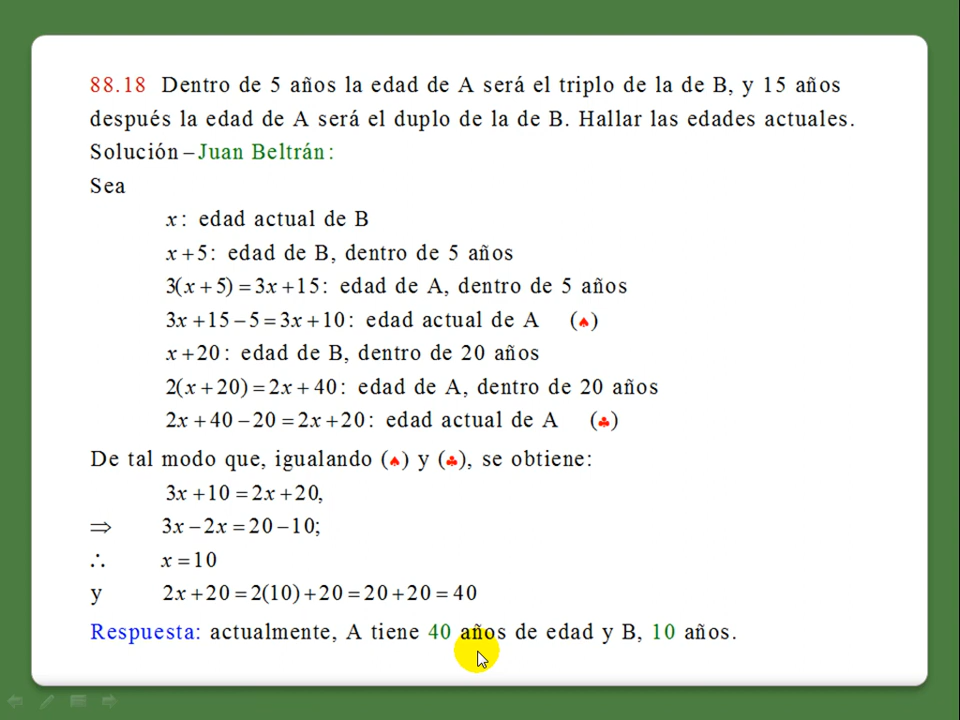 88.18 Dentro de 5 años la edad de A será el triplo de la de B, y 15 años
después la edad de A será el duplo de la de B. Hallar las edades actuales.
Solución – Juan Beltrán:
Sea
x: edad actual de B
x+5: edad de B, dentro de 5 años
3(x+5)=3x+15: edad de A, dentro de 5 años
3x+15−5=3x+10: edad actual de A (♠)
x+20: edad de B, dentro de 20 años
2(x+20)=2x+40: edad de A, dentro de 20 años
2x+40−20=2x+20: edad actual de A (♣)
De tal modo que, igualando (♠) y (♣), se obtiene:
3x+10=2x+20,
⇒ 3x−2x=20−10;
∴ x=10
y 2x+20=2(10)+20=20+20=40
Respuesta: actualmente, A tiene 40 años de edad y B, 10 años.